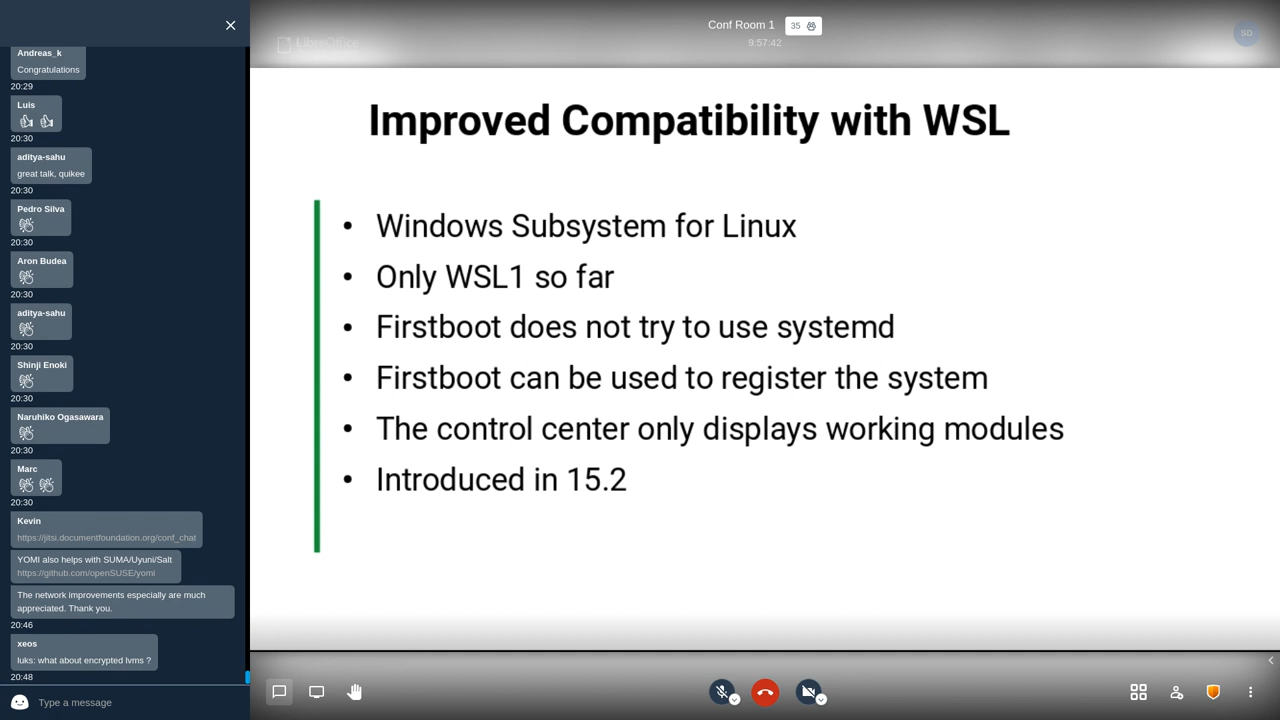 Andreas_k
Congratulations
20:29
Luis
20:30
aditya-sahu
great talk, quikee
20:30
Pedro Silva
20:30
Aron Budea
20:30
aditya-sahu
20:30
Shinji Enoki
20:30
Naruhiko Ogasawara
20:30
Marc
20:30
Kevin
https://jitsi.documentfoundation.org/conf_chat
YOMI also helps with SUMA/Uyuni/Salt
https://github.com/openSUSE/yomi
The network improvements especially are much
appreciated. Thank you.
20:46
xeos
luks: what about encrypted lvms ?
20:48
Type a message
Conf Room 1
35
9:57:42
LibreOffice
SD
Improved Compatibility with WSL
• Windows Subsystem for Linux
• Only WSL1 so far
• Firstboot does not try to use systemd
• Firstboot can be used to register the system
• The control center only displays working modules
• Introduced in 15.2